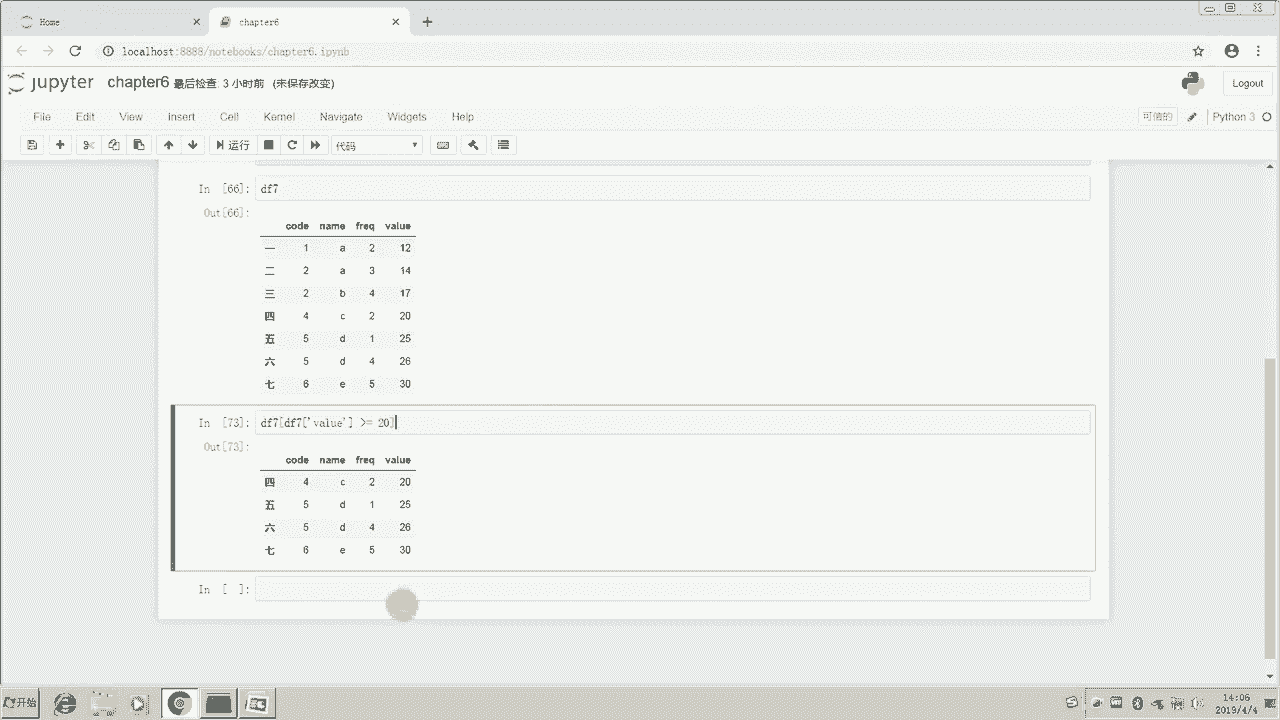 Home
chapter6
localhost:8888/notebooks/chapter6.ipynb
jupyter chapter6 最后检查: 3 小时前 (未保存改变)
Logout
File Edit View Insert Cell Kernel Navigate Widgets Help
可信的 Python 3
运行 代码
In [66]: df7
Out[66]:
code name freq value
一 1 a 2 12
二 2 a 3 14
三 2 b 4 17
四 4 c 2 20
五 5 d 1 25
六 5 d 4 26
七 6 e 5 30
In [73]: df7[df7['value'] >= 20]
Out[73]:
code name freq value
四 4 c 2 20
五 5 d 1 25
六 5 d 4 26
七 6 e 5 30
In [ ]:
开始
14:06
2019/4/4